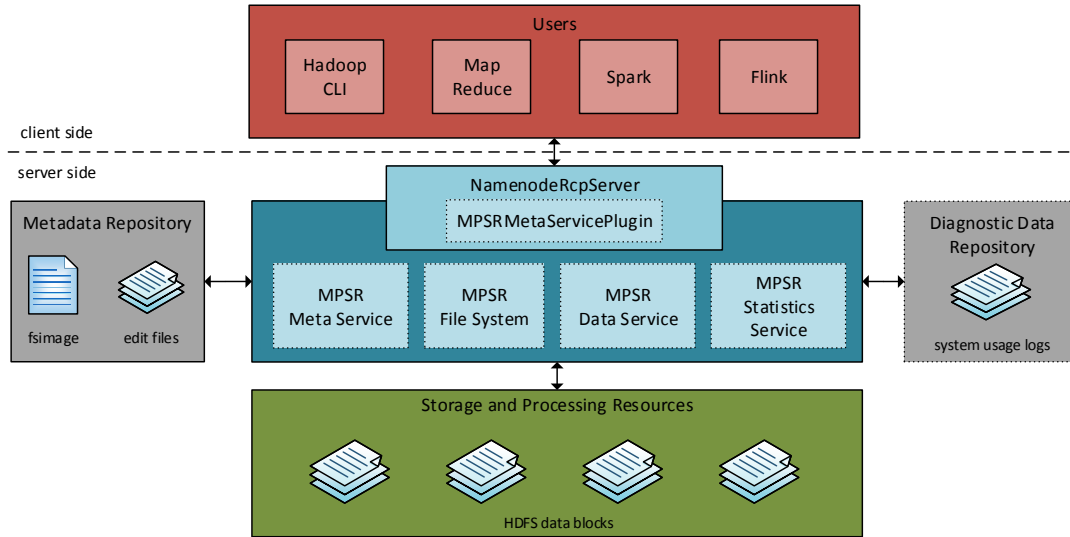 Users
Hadoop
CLI
Map
Reduce
Spark
Flink
client side
server side
NamenodeRcpServer
MPSRMetaServicePlugin
Metadata Repository
fsimage
edit files
MPSR
Meta Service
MPSR
File System
MPSR
Data Service
MPSR
Statistics
Service
Diagnostic Data
Repository
system usage logs
Storage and Processing Resources
HDFS data blocks